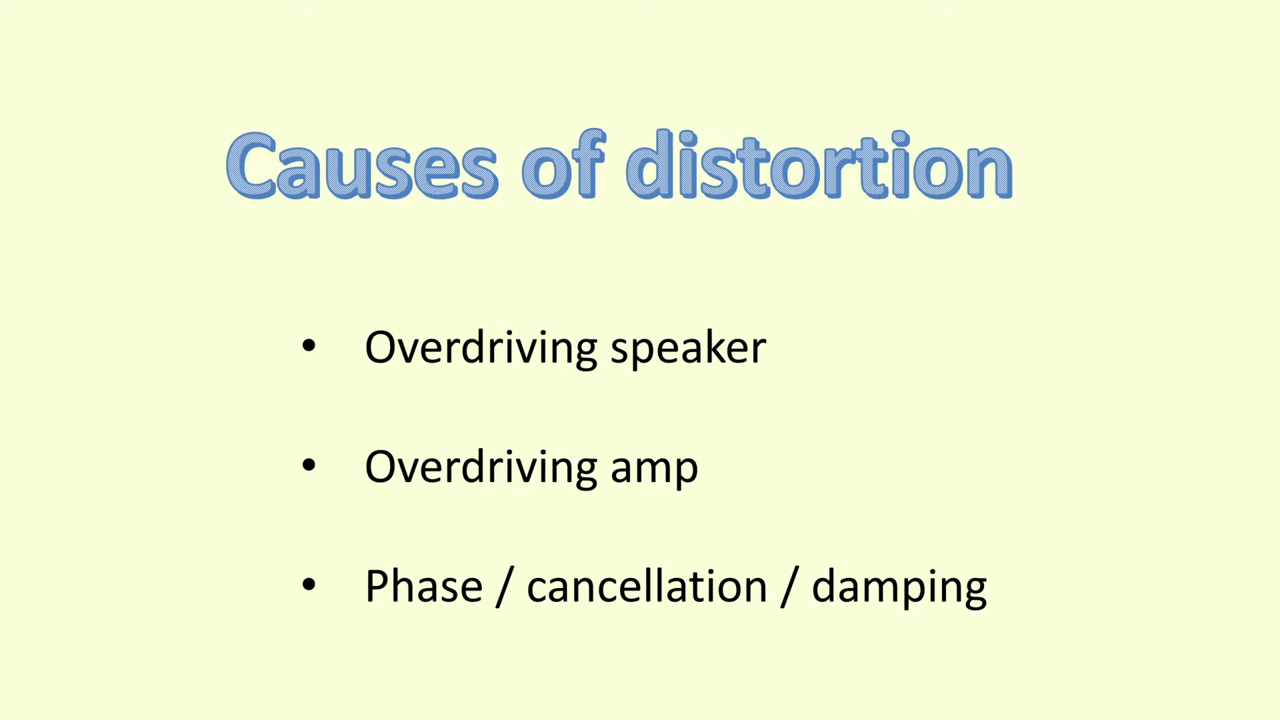 Causes of distortion
• Overdriving speaker
• Overdriving amp
• Phase / cancellation / damping